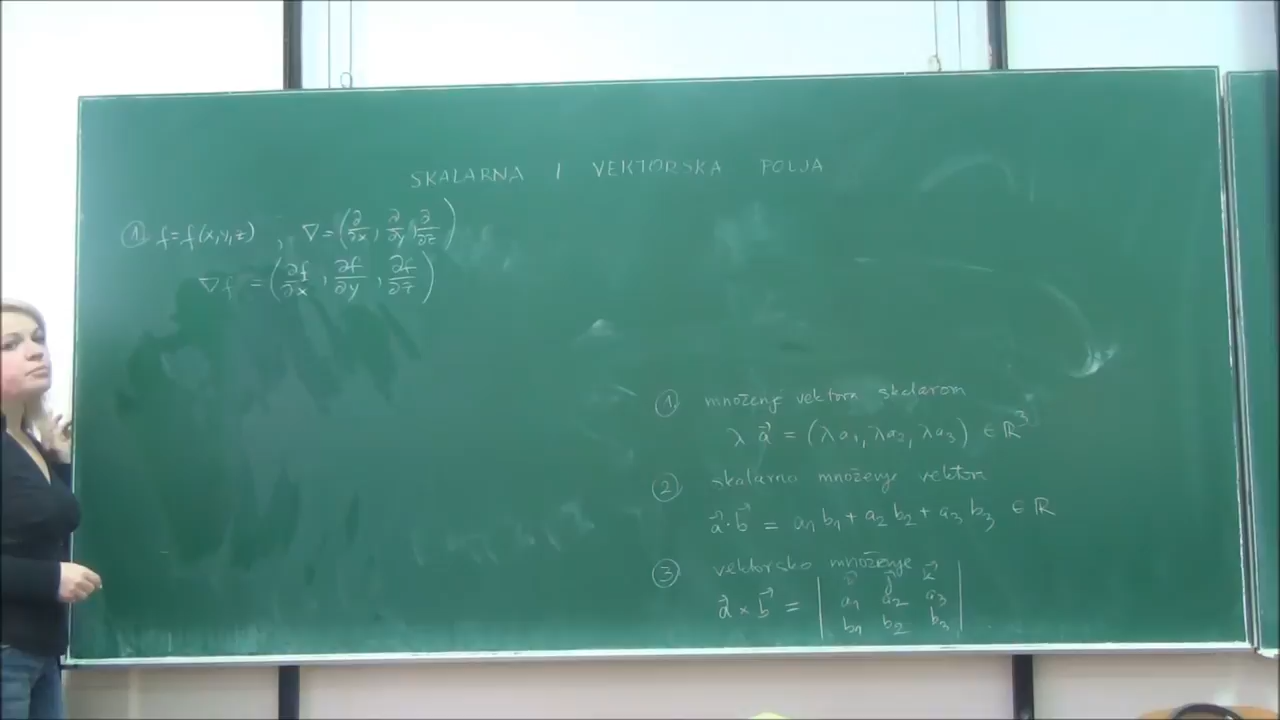 SKALARNA I VEKTORSKA POLJA
① f=f(x,y,z) , ∇=(∂/∂x, ∂/∂y, ∂/∂z)
∇f = (∂f/∂x, ∂f/∂y, ∂f/∂z)
① množenje vektora skalarom
λ a⃗ = (λa₁, λa₂, λa₃) ∈ ℝ³
② skalarno množenje vektora
a⃗·b⃗ = a₁b₁ + a₂b₂ + a₃b₃ ∈ ℝ
③ vektorsko množenje
a⃗ × b⃗ = | i⃗ j⃗ k⃗
a₁ a₂ a₃
b₁ b₂ b₃ |